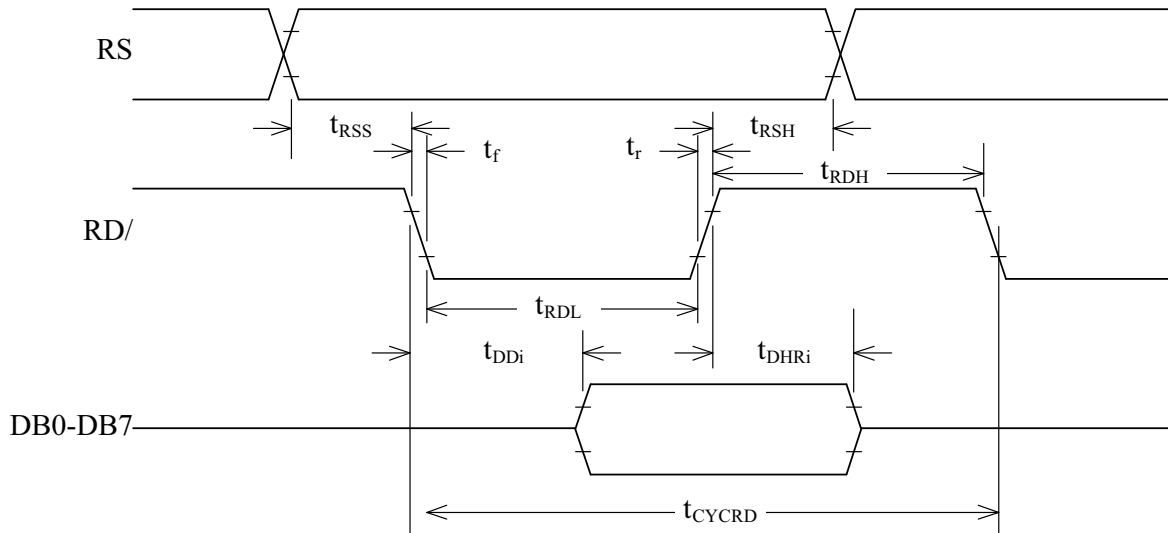 RS
tRSS
tRSH
tf
tr
tRDH
RD/
tRDL
tDDi
tDHRi
DB0-DB7
tCYCRD